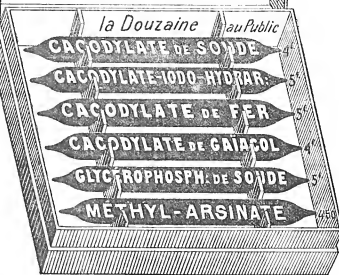 la Douzaine au Public
CACODYLATE DE SOUDE 4f
CACODYLATE-IODO-HYDRAR. 5f
CACODYLATE DE FER 5f
CACODYLATE DE GAÏACOL 4f
GLYCEROPHOSPH. DE SOUDE 5f
MÉTHYL-ARSINATE 4f50